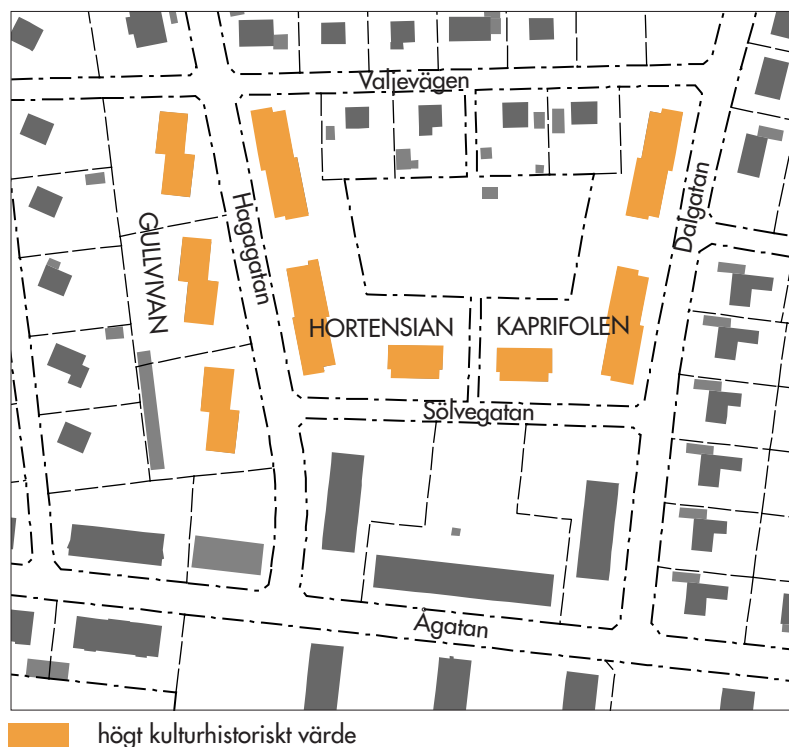 Valjevägen
Hagagatan
Dalgatan
GULLVIVAN
HORTENSIAN
KAPRIFOLEN
Sölvegatan
Ågatan
högt kulturhistoriskt värde